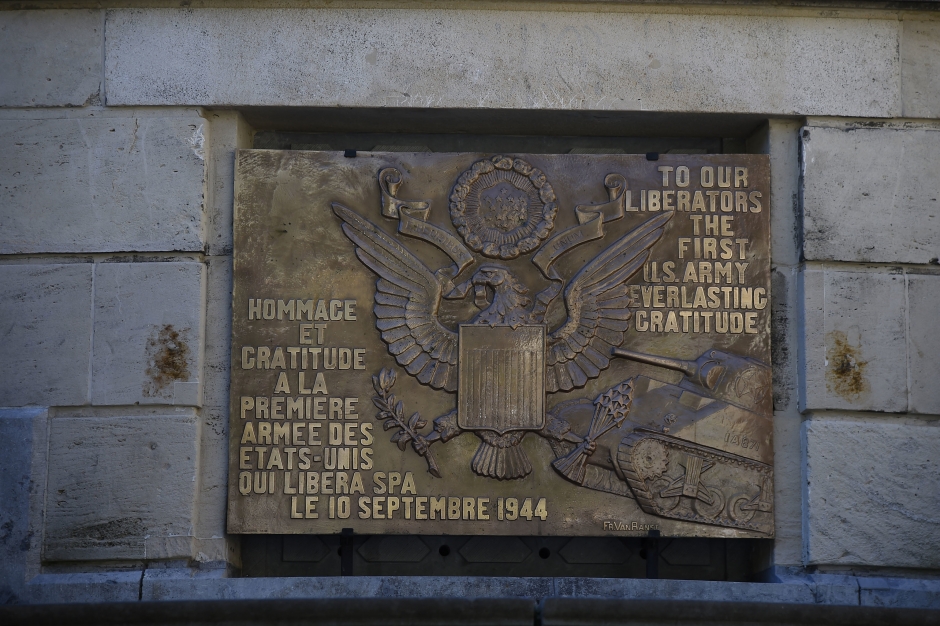 HOMMAGE
ET
GRATITUDE
A LA
PREMIERE
ARMEE DES
ETATS-UNIS
QUI LIBERA SPA
LE 10 SEPTEMBRE 1944
TO OUR
LIBERATORS
THE
FIRST
U.S. ARMY
EVERLASTING
GRATITUDE